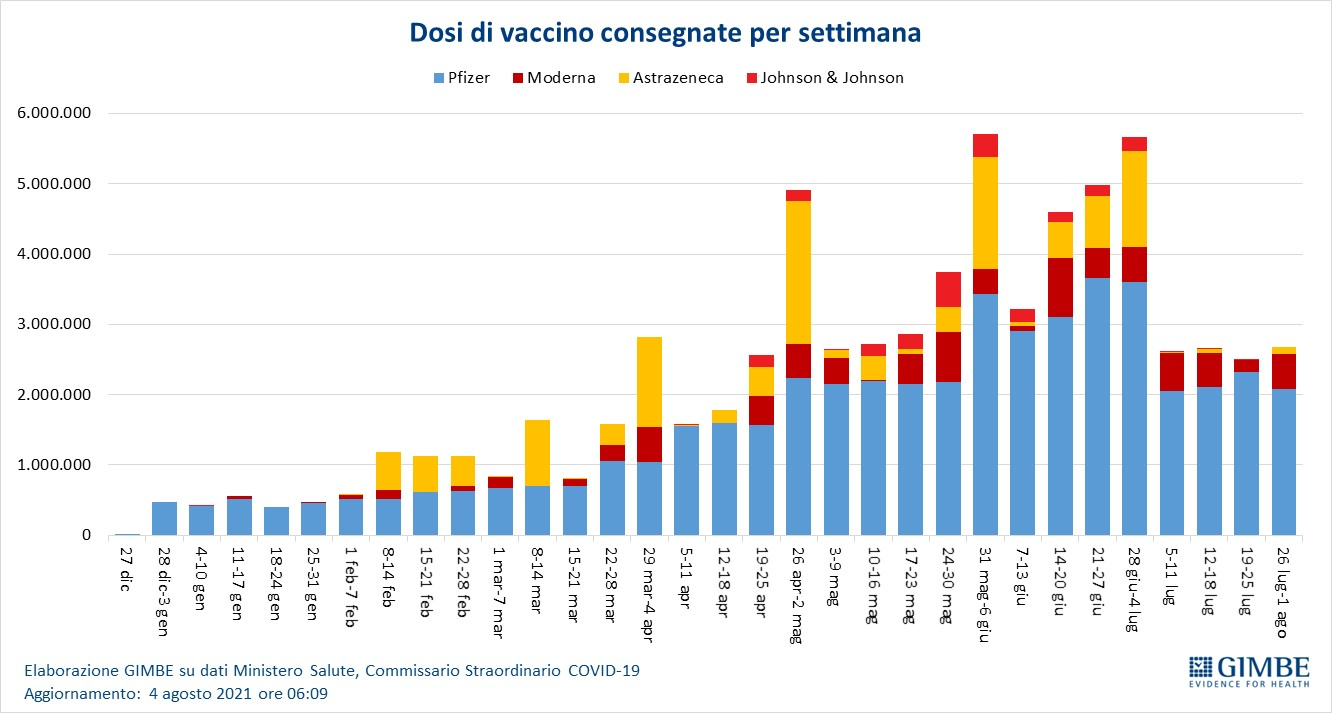 Dosi di vaccino consegnate per settimana
Pfizer Moderna Astrazeneca Johnson & Johnson
6.000.000
5.000.000
4.000.000
3.000.000
2.000.000
1.000.000
0
27 dic
28 dic-3 gen
4-10 gen
11-17 gen
18-24 gen
25-31 gen
1 feb-7 feb
8-14 feb
15-21 feb
22-28 feb
1 mar-7 mar
8-14 mar
15-21 mar
22-28 mar
29 mar-4 apr
5-11 apr
12-18 apr
19-25 apr
26 apr-2 mag
3-9 mag
10-16 mag
17-23 mag
24-30 mag
31 mag-6 giu
7-13 giu
14-20 giu
21-27 giu
28 giu-4 lug
5-11 lug
12-18 lug
19-25 lug
26 lug-1 ago
Elaborazione GIMBE su dati Ministero Salute, Commissario Straordinario COVID-19
Aggiornamento: 4 agosto 2021 ore 06:09
GIMBE
EVIDENCE FOR HEALTH